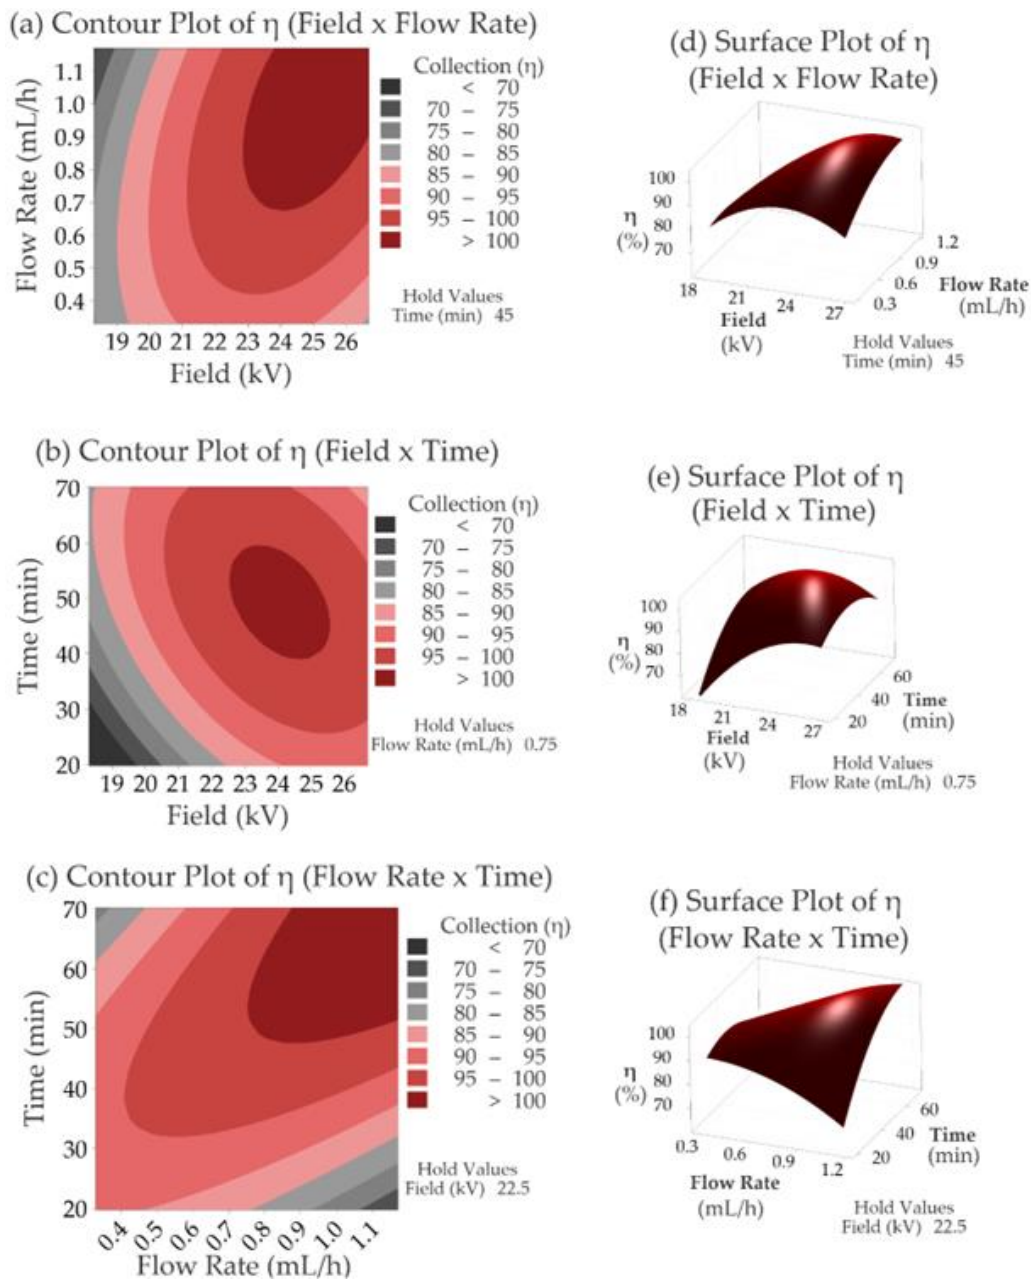 (a) Contour Plot of η (Field x Flow Rate)
Flow Rate (mL/h)
1.1
1.0
0.9
0.8
0.7
0.6
0.5
0.4
19 20 21 22 23 24 25 26
Field (kV)
Collection (η)
< 70
70 – 75
75 – 80
80 – 85
85 – 90
90 – 95
95 – 100
> 100
Hold Values
Time (min) 45
(d) Surface Plot of η
(Field x Flow Rate)
100
90
80
70
η
(%)
18 21 24 27
Field
(kV)
0.3
0.6
0.9
1.2
Flow Rate
(mL/h)
Hold Values
Time (min) 45
(b) Contour Plot of η (Field x Time)
Time (min)
70
60
50
40
30
20
19 20 21 22 23 24 25 26
Field (kV)
Collection (η)
< 70
70 – 75
75 – 80
80 – 85
85 – 90
90 – 95
95 – 100
> 100
Hold Values
Flow Rate (mL/h) 0.75
(e) Surface Plot of η
(Field x Time)
100
90
80
70
η
(%)
18 21 24 27
Field
(kV)
20
40
60
Time
(min)
Hold Values
Flow Rate (mL/h) 0.75
(c) Contour Plot of η (Flow Rate x Time)
Time (min)
70
60
50
40
30
20
0.4 0.5 0.6 0.7 0.8 0.9 1.0 1.1
Flow Rate (mL/h)
Collection (η)
< 70
70 – 75
75 – 80
80 – 85
85 – 90
90 – 95
95 – 100
> 100
Hold Values
Field (kV) 22.5
(f) Surface Plot of η
(Flow Rate x Time)
100
90
80
70
η
(%)
0.3 0.6 0.9 1.2
Flow Rate
(mL/h)
20
40
60
Time
(min)
Hold Values
Field (kV) 22.5